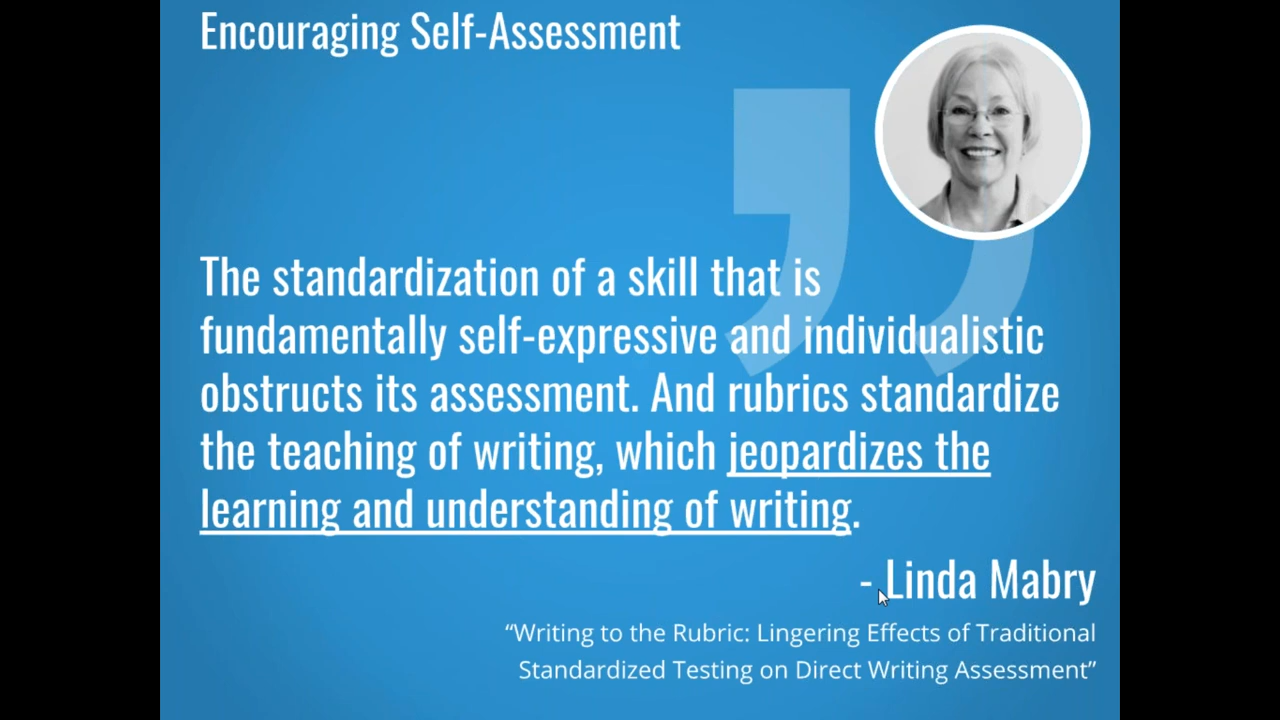 Encouraging Self-Assessment
The standardization of a skill that is
fundamentally self-expressive and individualistic
obstructs its assessment. And rubrics standardize
the teaching of writing, which jeopardizes the
learning and understanding of writing.
- Linda Mabry
“Writing to the Rubric: Lingering Effects of Traditional
Standardized Testing on Direct Writing Assessment”